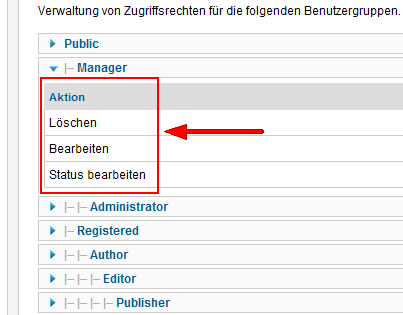 Verwaltung von Zugriffsrechten für die folgenden Benutzergruppen.
Public
|– Manager
Aktion
Löschen
Bearbeiten
Status bearbeiten
|– |– Administrator
|– Registered
|– |– Author
|– |– |– Editor
|– |– |– |– Publisher